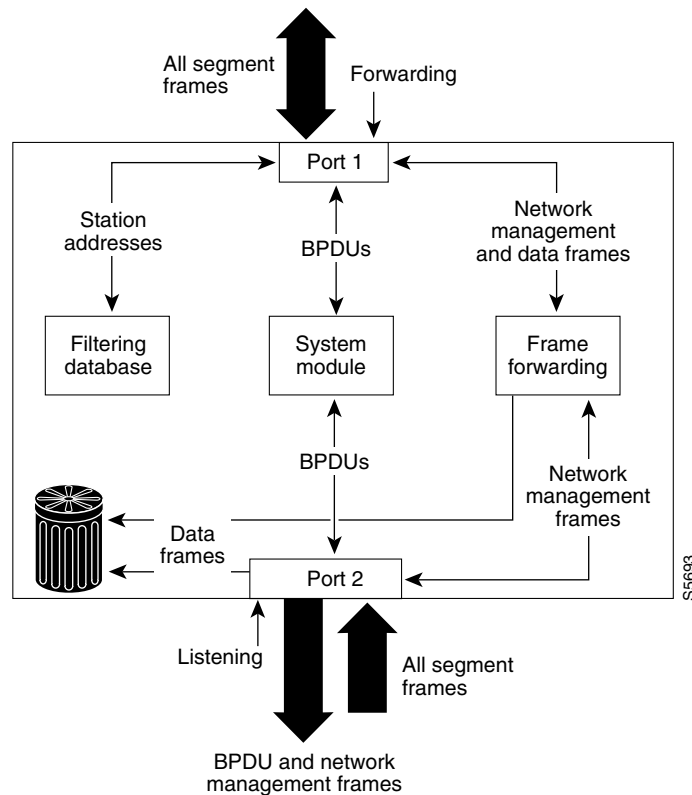 All segment
frames
Forwarding
Port 1
Station
addresses
BPDUs
Network
management
and data frames
Filtering
database
System
module
Frame
forwarding
BPDUs
Network
management
frames
Data
frames
Port 2
S5693
Listening
All segment
frames
BPDU and network
management frames